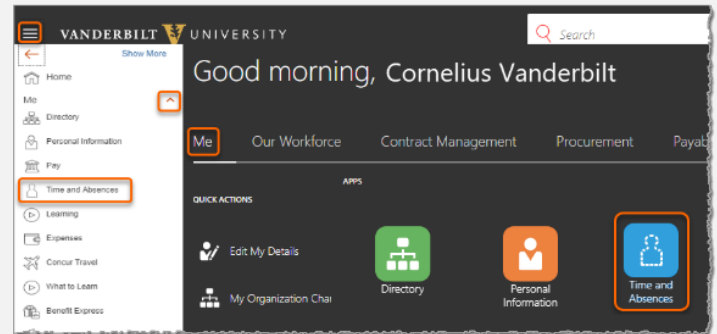 VANDERBILT UNIVERSITY
Search
Show More
Home
Me
Directory
Personal Information
Pay
Time and Absences
Learning
Expenses
Concur Travel
What to Learn
Benefit Express
Good morning, Cornelius Vanderbilt
Me Our Workforce Contract Management Procurement Payab
APPS
QUICK ACTIONS
Edit My Details
My Organization Char
Directory
Personal
Information
Time and
Absences